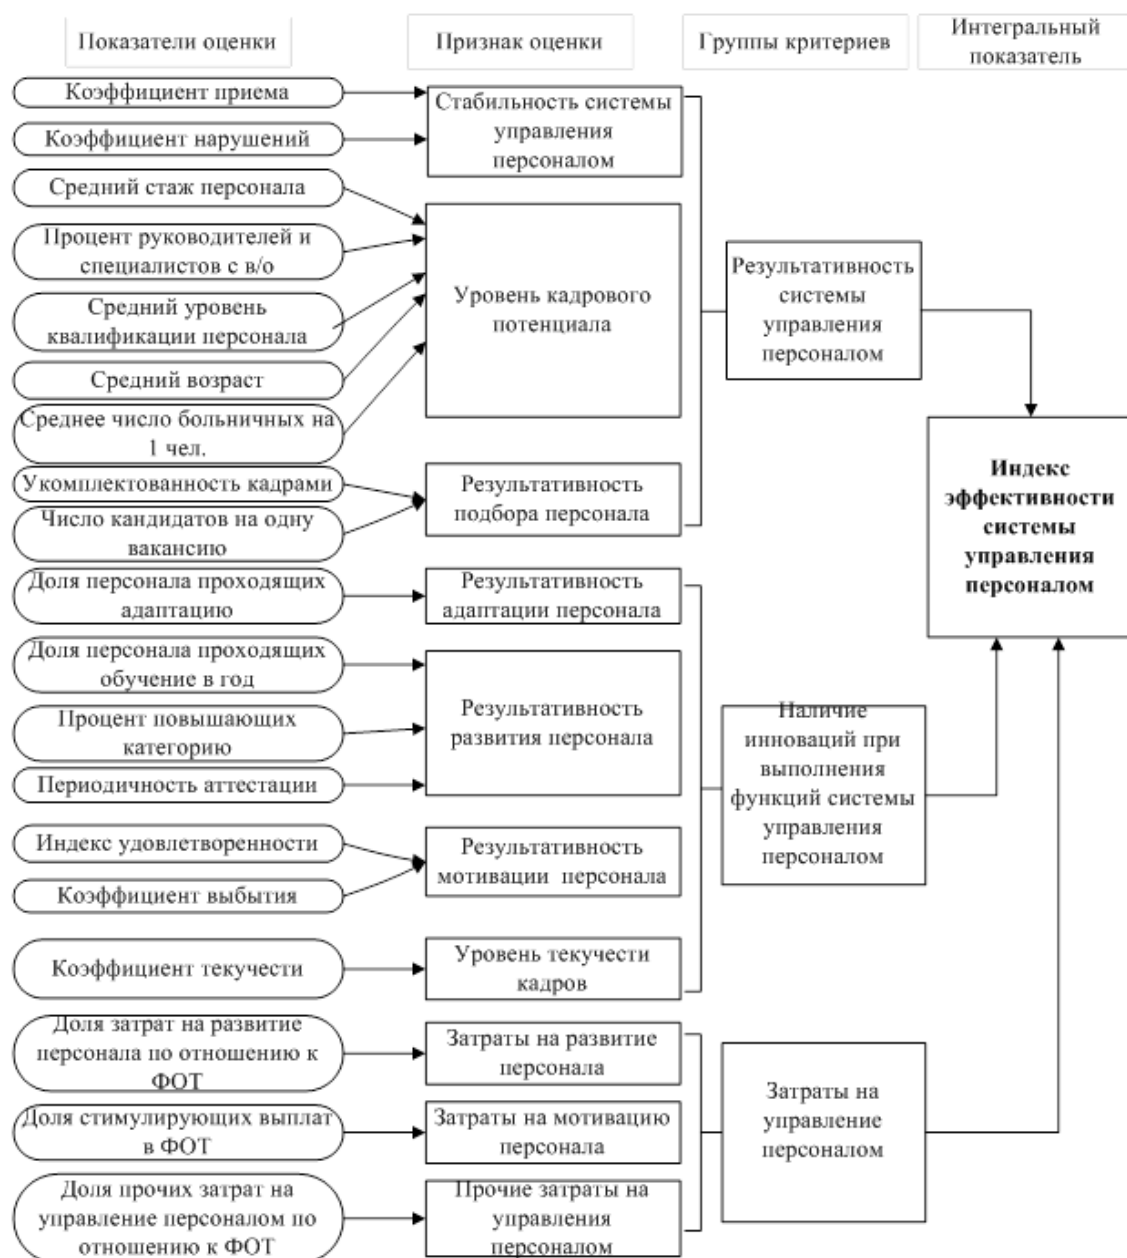 Показатели оценки
Признак оценки
Группы критериев
Интегральный
показатель
Коэффициент приема
Коэффициент нарушений
Средний стаж персонала
Процент руководителей и
специалистов с в/о
Средний уровень
квалификации персонала
Средний возраст
Среднее число больничных на
1 чел.
Укомплектованность кадрами
Число кандидатов на одну
вакансию
Доля персонала проходящих
адаптацию
Доля персонала проходящих
обучение в год
Процент повышающих
категорию
Периодичность аттестации
Индекс удовлетворенности
Коэффициент выбытия
Коэффициент текучести
Доля затрат на развитие
персонала по отношению к
ФОТ
Доля стимулирующих выплат
в ФОТ
Доля прочих затрат на
управление персоналом по
отношению к ФОТ
Стабильность системы
управления
персоналом
Уровень кадрового
потенциала
Результативность
подбора персонала
Результативность
адаптации персонала
Результативность
развития персонала
Результативность
мотивации персонала
Уровень текучести
кадров
Затраты на развитие
персонала
Затраты на мотивацию
персонала
Прочие затраты на
управления
персоналом
Результативность
системы
управления
персоналом
Наличие
инноваций при
выполнения
функций системы
управления
персоналом
Затраты на
управление
персоналом
Индекс
эффективности
системы
управления
персоналом